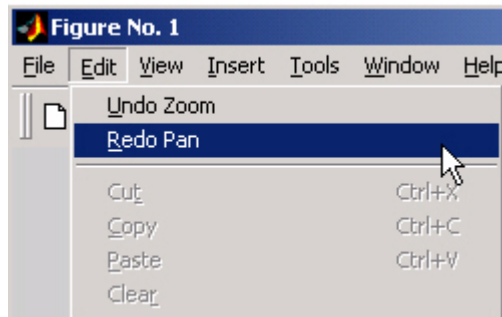 Figure No. 1
File Edit View Insert Tools Window Help
Undo Zoom
Redo Pan
Cut Ctrl+X
Copy Ctrl+C
Paste Ctrl+V
Clear